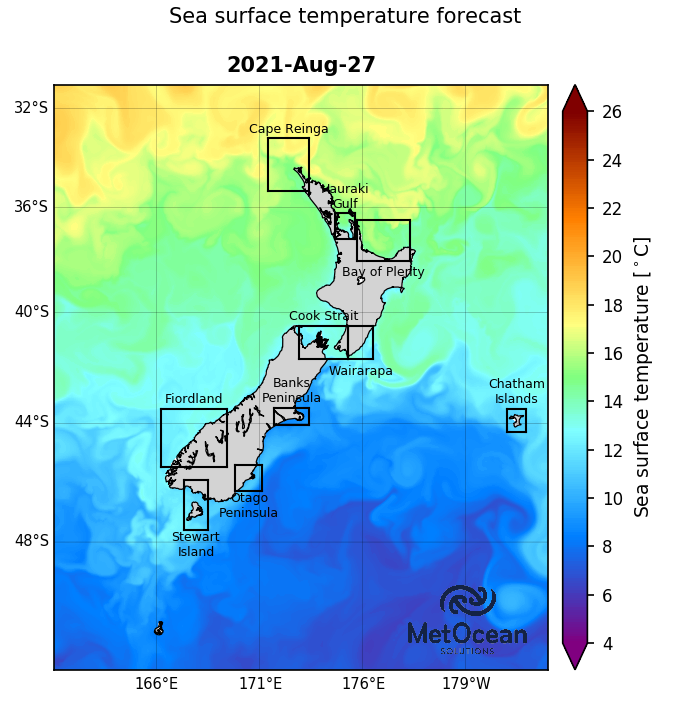 Sea surface temperature forecast
2021-Aug-27
32°S
36°S
40°S
44°S
48°S
Cape Reinga
Hauraki
Gulf
Bay of Plenty
Cook Strait
Wairarapa
Banks
Peninsula
Fiordland
Chatham
Islands
Otago
Peninsula
Stewart
Island
MetOcean
SOLUTIONS
166°E
171°E
176°E
179°W
26
24
22
20
18
16
14
12
10
8
6
4
Sea surface temperature [°C]